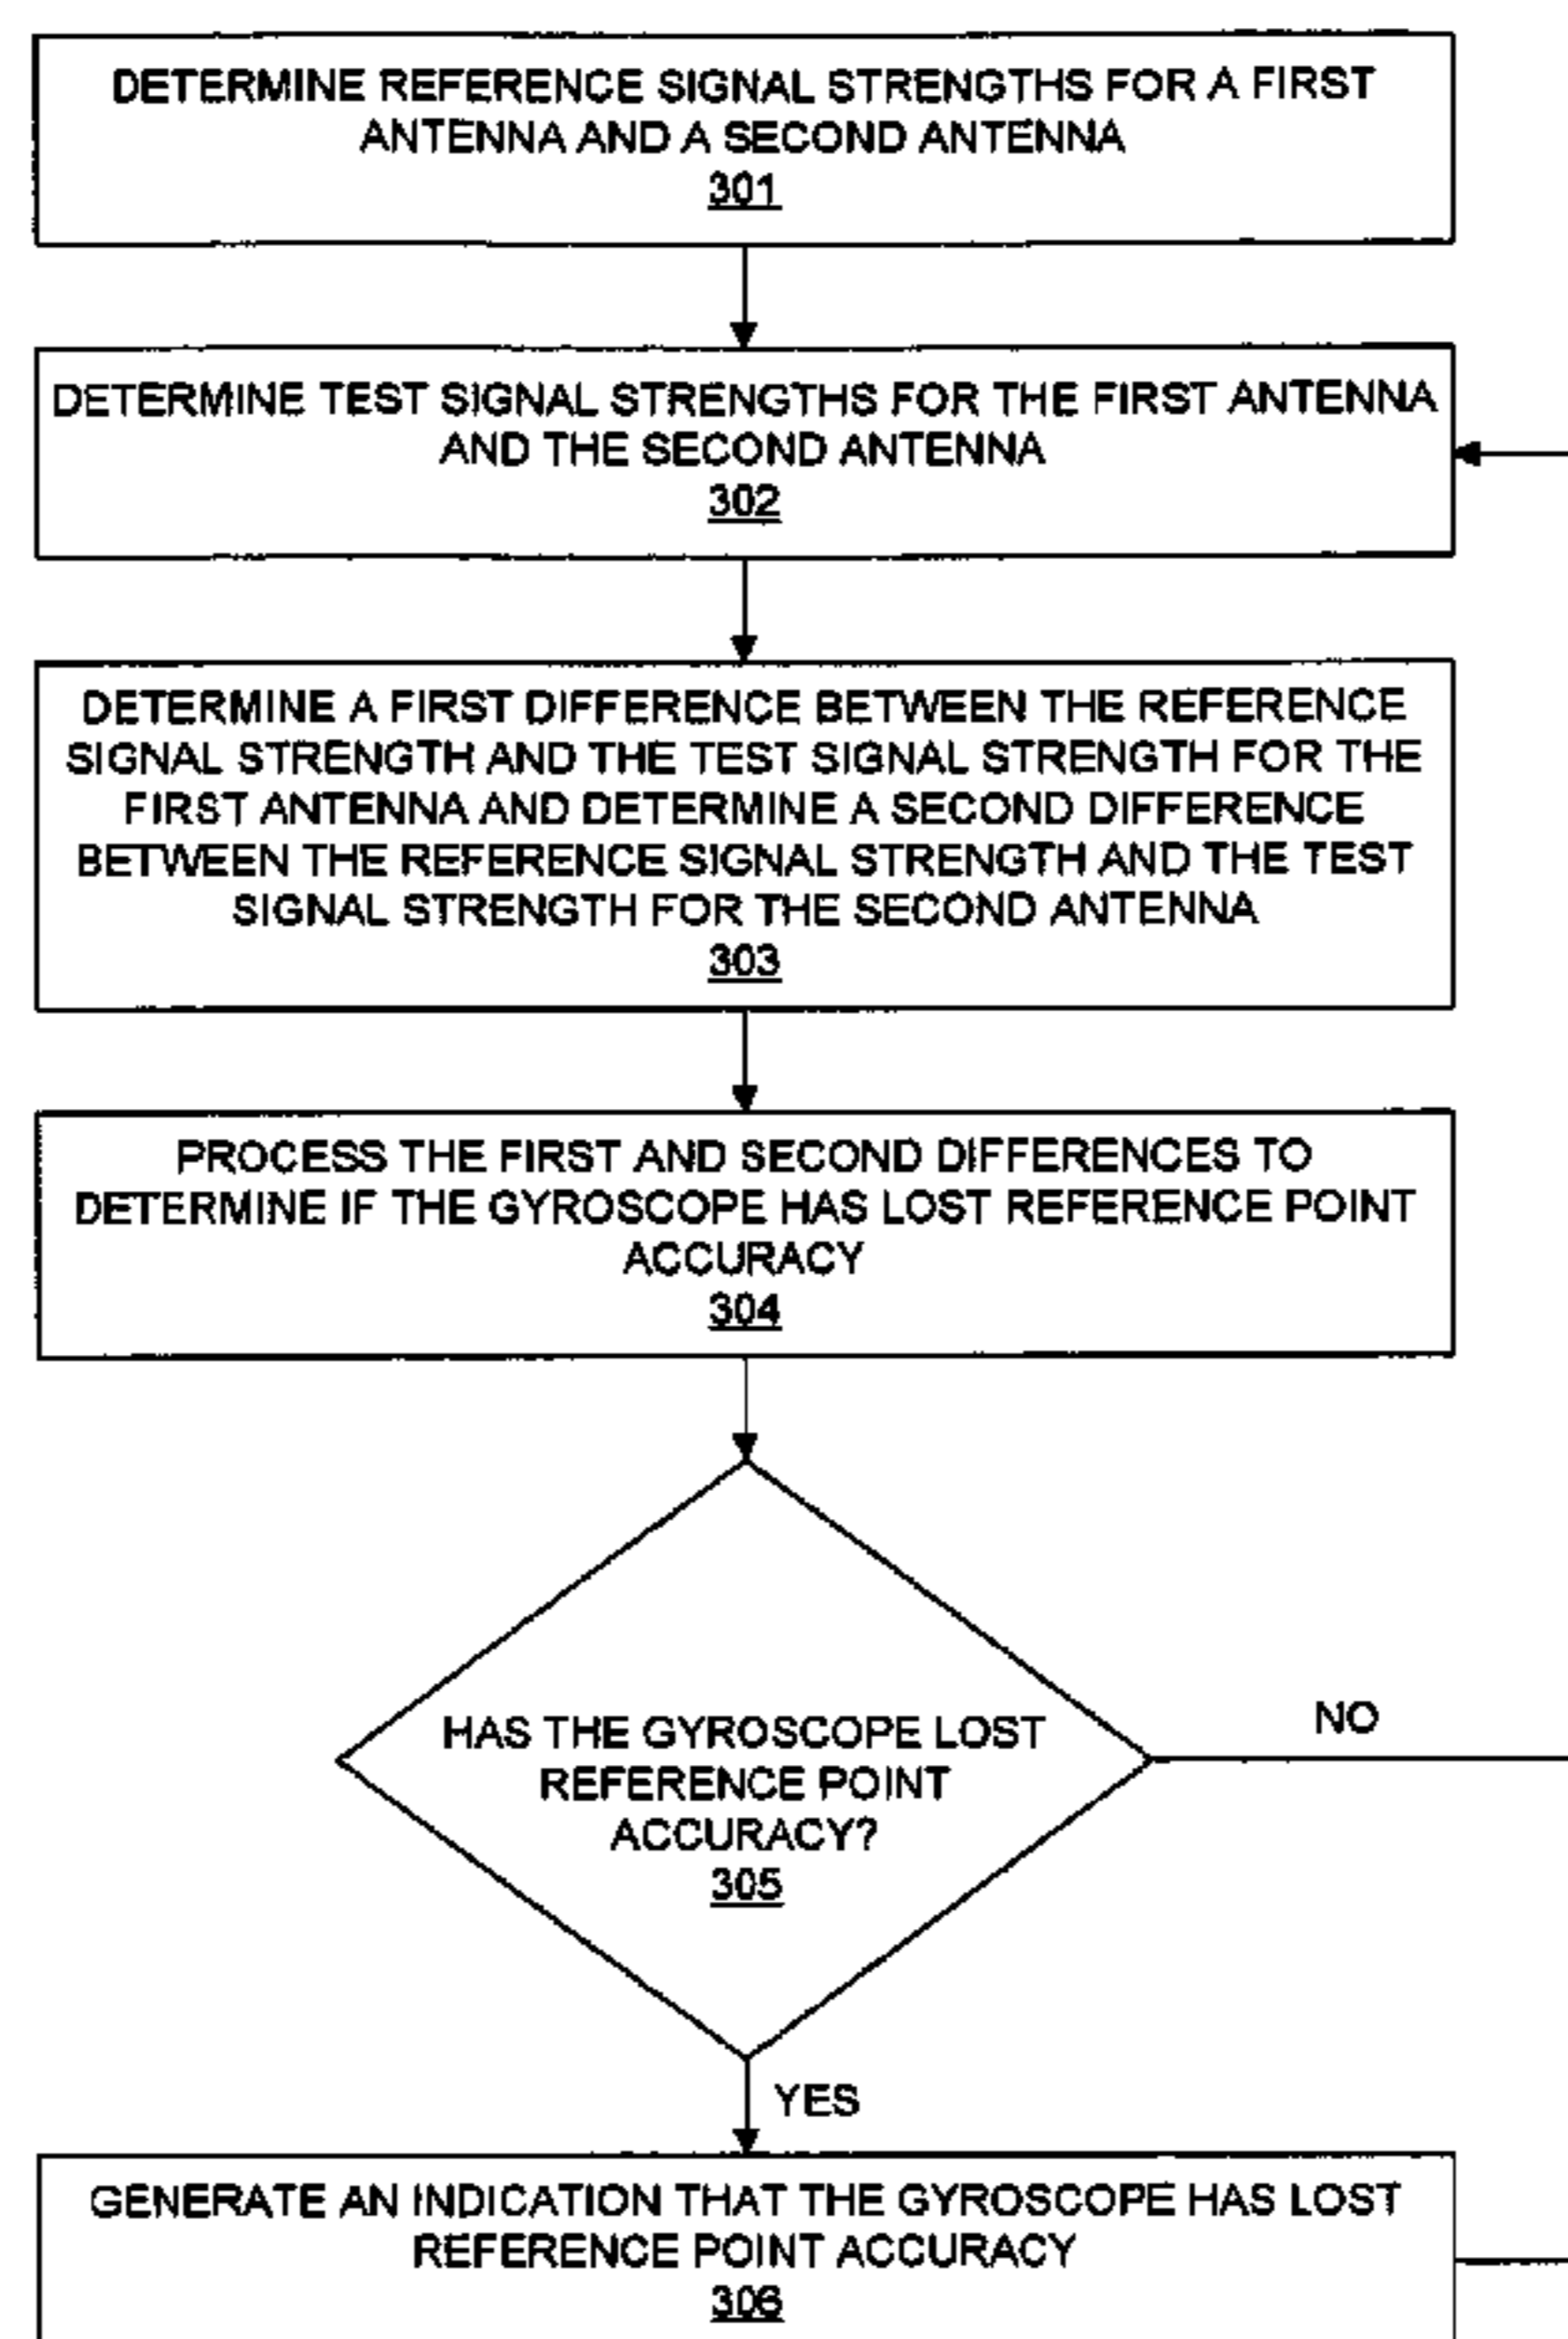 DETERMINE REFERENCE SIGNAL STRENGTHS FOR A FIRST
ANTENNA AND A SECOND ANTENNA
301
DETERMINE TEST SIGNAL STRENGTHS FOR THE FIRST ANTENNA
AND THE SECOND ANTENNA
302
DETERMINE A FIRST DIFFERENCE BETWEEN THE REFERENCE
SIGNAL STRENGTH AND THE TEST SIGNAL STRENGTH FOR THE
FIRST ANTENNA AND DETERMINE A SECOND DIFFERENCE
BETWEEN THE REFERENCE SIGNAL STRENGTH AND THE TEST
SIGNAL STRENGTH FOR THE SECOND ANTENNA
303
PROCESS THE FIRST AND SECOND DIFFERENCES TO
DETERMINE IF THE GYROSCOPE HAS LOST REFERENCE POINT
ACCURACY
304
HAS THE GYROSCOPE LOST
REFERENCE POINT
ACCURACY?
305
NO
YES
GENERATE AN INDICATION THAT THE GYROSCOPE HAS LOST
REFERENCE POINT ACCURACY
306